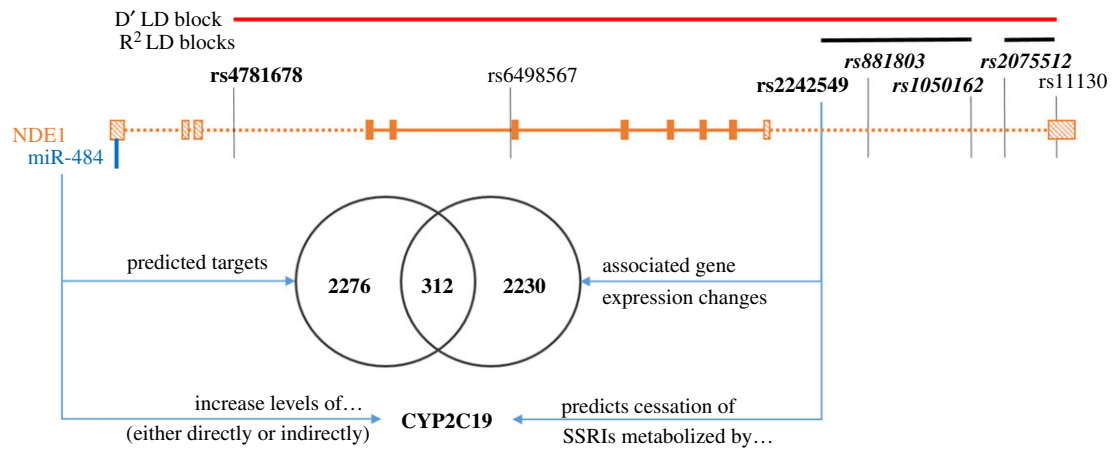 D′ LD block
R² LD blocks
rs4781678
rs6498567
rs2242549
rs881803
rs1050162
rs2075512
rs11130
NDE1
miR-484
predicted targets
2276
312
2230
associated gene
expression changes
increase levels of…
(either directly or indirectly)
CYP2C19
predicts cessation of
SSRIs metabolized by…